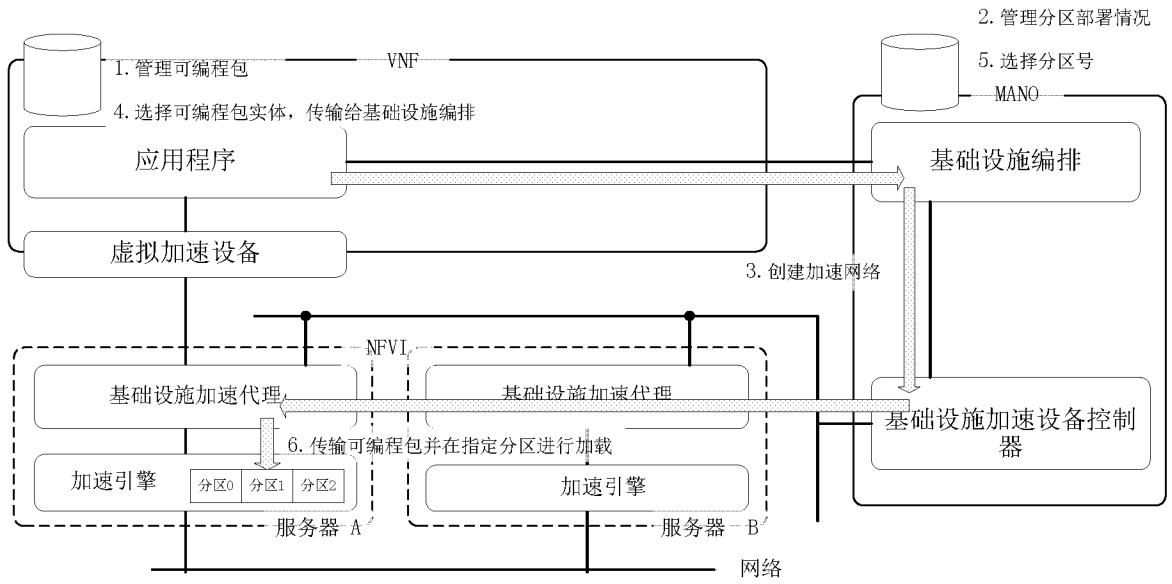 2.管理分区部署情况
VNF
1.管理可编程包
5.选择分区号
MANO
4.选择可编程包实体，传输给基础设施编排
应用程序
基础设施编排
虚拟加速设备
3.创建加速网络
NFVI
基础设施加速代理
基础设施加速代理
基础设施加速设备控制
器
6.传输可编程包并在指定分区进行加载
加速引擎
分区0
分区1
分区2
加速引擎
服务器 A
服务器 B
网络